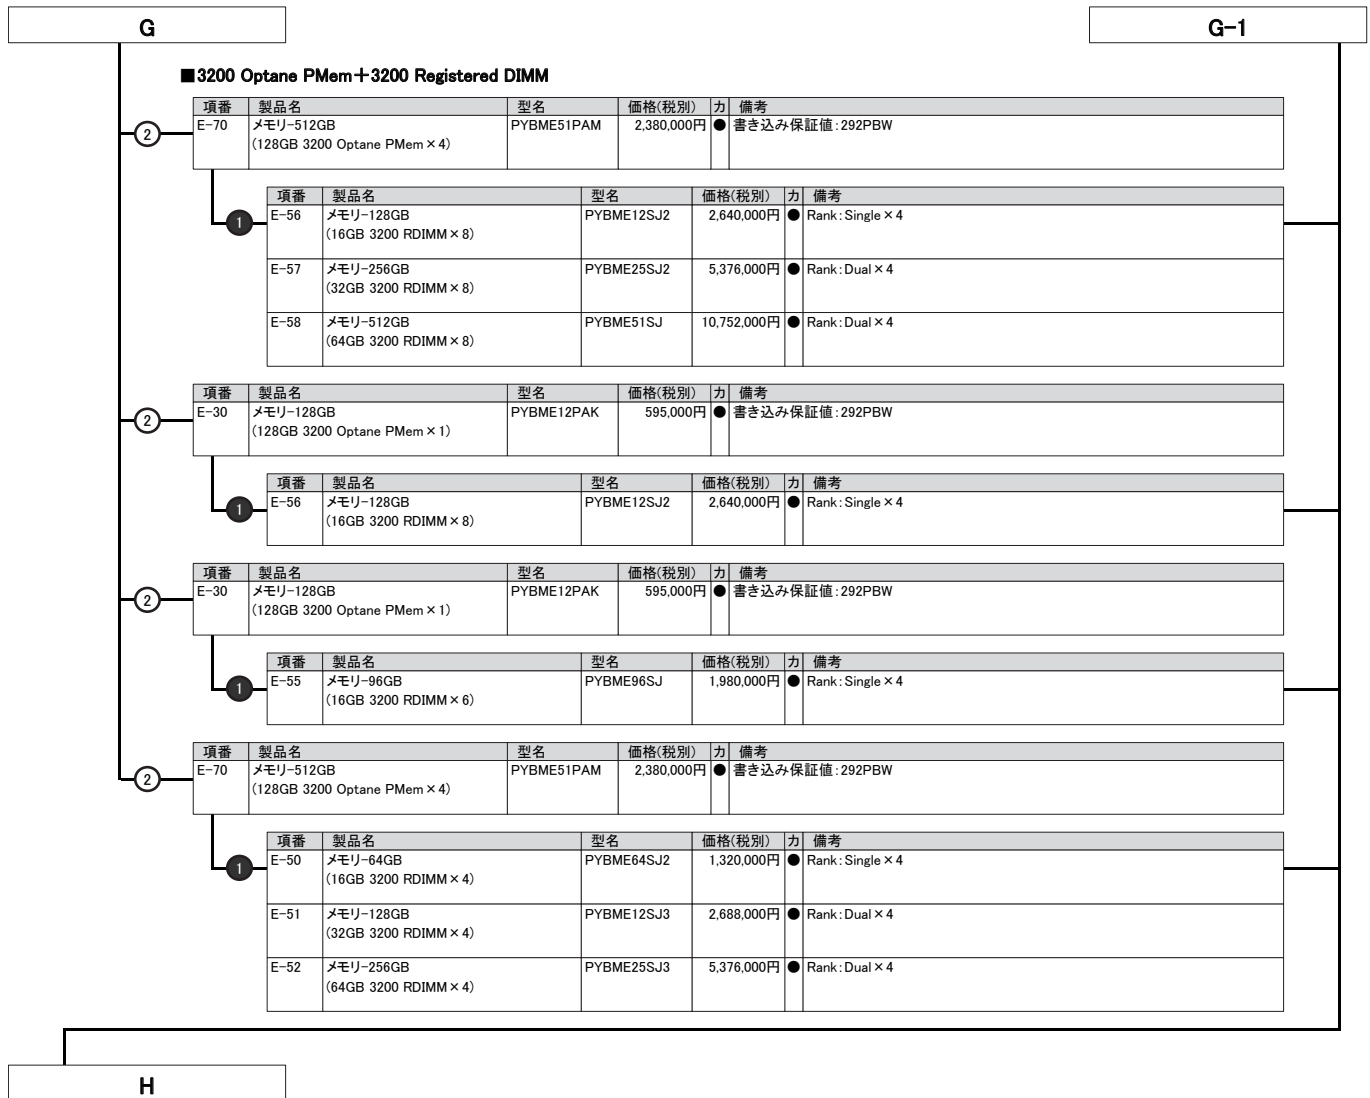 G
G-1
■3200 Optane PMem+3200 Registered DIMM
項番 製品名 型名 価格(税別) カ 備考
2 E-70 メモリ-512GB PYBME51PAM 2,380,000円 ● 書き込み保証値:292PBW
(128GB 3200 Optane PMem×4)
項番 製品名 型名 価格(税別) カ 備考
1 E-56 メモリ-128GB PYBME12SJ2 2,640,000円 ● Rank:Single×4
(16GB 3200 RDIMM×8)
E-57 メモリ-256GB PYBME25SJ2 5,376,000円 ● Rank:Dual×4
(32GB 3200 RDIMM×8)
E-58 メモリ-512GB PYBME51SJ 10,752,000円 ● Rank:Dual×4
(64GB 3200 RDIMM×8)
項番 製品名 型名 価格(税別) カ 備考
2 E-30 メモリ-128GB PYBME12PAK 595,000円 ● 書き込み保証値:292PBW
(128GB 3200 Optane PMem×1)
項番 製品名 型名 価格(税別) カ 備考
1 E-56 メモリ-128GB PYBME12SJ2 2,640,000円 ● Rank:Single×4
(16GB 3200 RDIMM×8)
項番 製品名 型名 価格(税別) カ 備考
2 E-30 メモリ-128GB PYBME12PAK 595,000円 ● 書き込み保証値:292PBW
(128GB 3200 Optane PMem×1)
項番 製品名 型名 価格(税別) カ 備考
1 E-55 メモリ-96GB PYBME96SJ 1,980,000円 ● Rank:Single×4
(16GB 3200 RDIMM×6)
項番 製品名 型名 価格(税別) カ 備考
2 E-70 メモリ-512GB PYBME51PAM 2,380,000円 ● 書き込み保証値:292PBW
(128GB 3200 Optane PMem×4)
項番 製品名 型名 価格(税別) カ 備考
1 E-50 メモリ-64GB PYBME64SJ2 1,320,000円 ● Rank:Single×4
(16GB 3200 RDIMM×4)
E-51 メモリ-128GB PYBME12SJ3 2,688,000円 ● Rank:Dual×4
(32GB 3200 RDIMM×4)
E-52 メモリ-256GB PYBME25SJ3 5,376,000円 ● Rank:Dual×4
(64GB 3200 RDIMM×4)
H